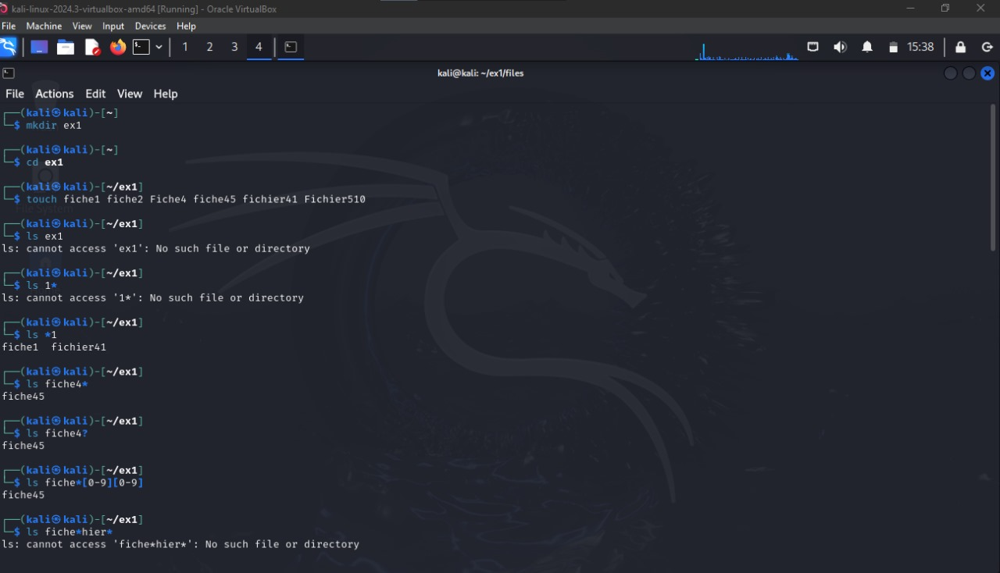 kali-linux-2024.3-virtualbox-amd64 [Running] - Oracle VirtualBox
File Machine View Input Devices Help
1 2 3 4 15:38
kali@kali: ~/ex1/files
File Actions Edit View Help
┌──(kali㉿kali)-[~]
└─$ mkdir ex1
┌──(kali㉿kali)-[~]
└─$ cd ex1
┌──(kali㉿kali)-[~/ex1]
└─$ touch fiche1 fiche2 Fiche4 fiche45 fichier41 Fichier510
File System
┌──(kali㉿kali)-[~/ex1]
└─$ ls ex1
ls: cannot access 'ex1': No such file or directory
┌──(kali㉿kali)-[~/ex1]
└─$ ls 1*
ls: cannot access '1*': No such file or directory
┌──(kali㉿kali)-[~/ex1]
└─$ ls *1
fiche1  fichier41
┌──(kali㉿kali)-[~/ex1]
└─$ ls fiche4*
fiche45
┌──(kali㉿kali)-[~/ex1]
└─$ ls fiche4?
fiche45
┌──(kali㉿kali)-[~/ex1]
└─$ ls fiche*[0-9][0-9]
fiche45
┌──(kali㉿kali)-[~/ex1]
└─$ ls fiche*hier*
ls: cannot access 'fiche*hier*': No such file or directory